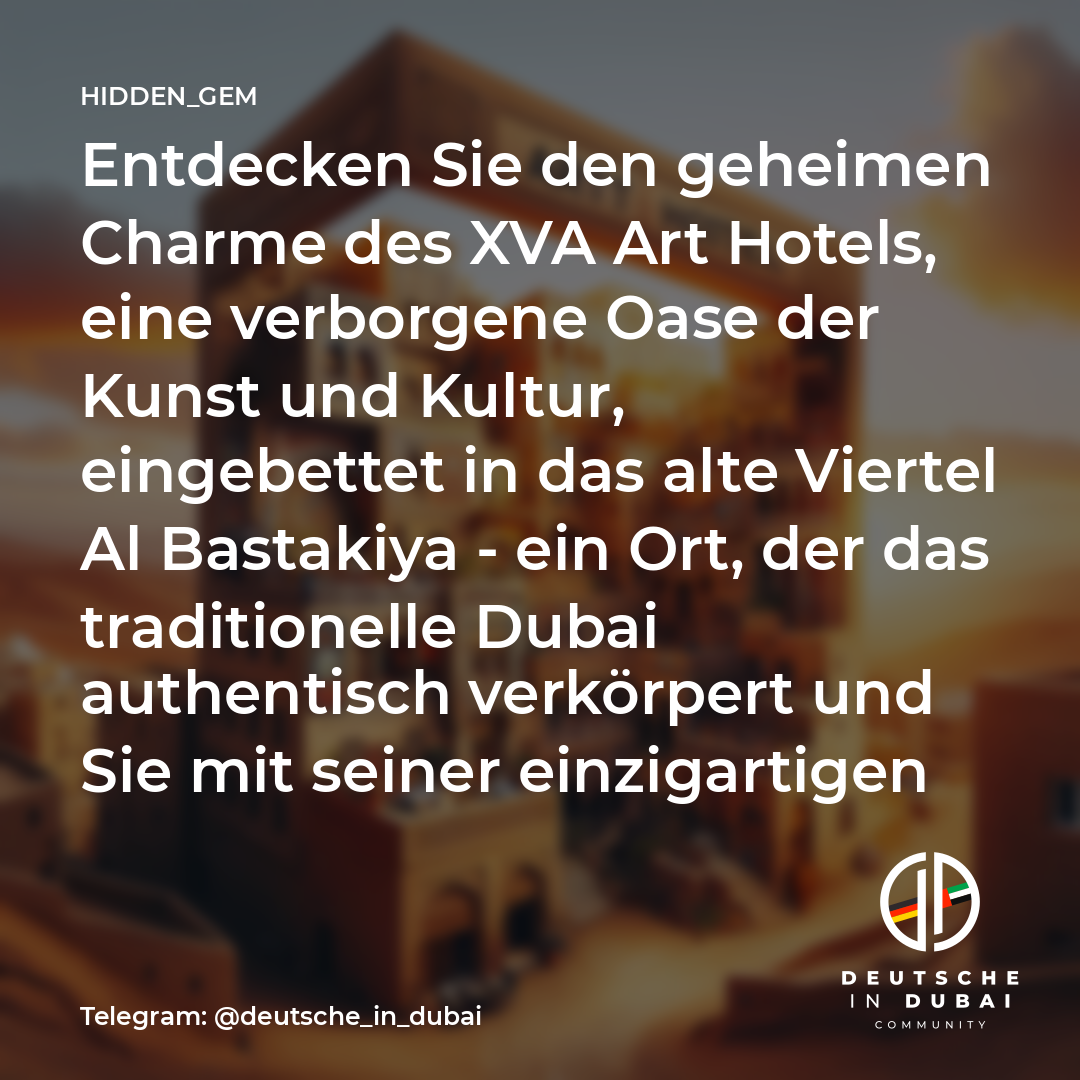 HIDDEN_GEM
Entdecken Sie den geheimen
Charme des XVA Art Hotels,
eine verborgene Oase der
Kunst und Kultur,
eingebettet in das alte Viertel
Al Bastakiya - ein Ort, der das
traditionelle Dubai
authentisch verkörpert und
Sie mit seiner einzigartigen
DEUTSCHE
IN DUBAI
COMMUNITY
Telegram: @deutsche_in_dubai